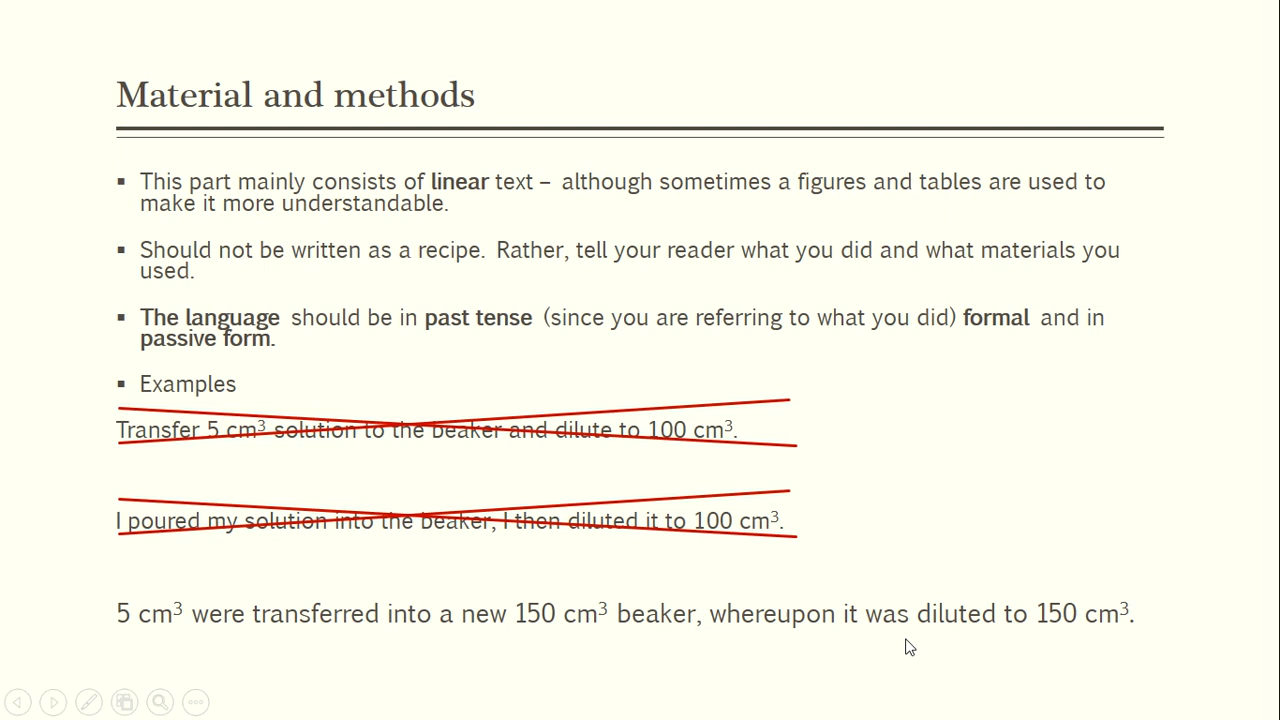 Material and methods
▪ This part mainly consists of linear text – although sometimes a figures and tables are used to
make it more understandable.
▪ Should not be written as a recipe. Rather, tell your reader what you did and what materials you
used.
▪ The language should be in past tense (since you are referring to what you did) formal and in
passive form.
▪ Examples
Transfer 5 cm³ solution to the beaker and dilute to 100 cm³.
I poured my solution into the beaker, I then diluted it to 100 cm³.
5 cm³ were transferred into a new 150 cm³ beaker, whereupon it was diluted to 150 cm³.